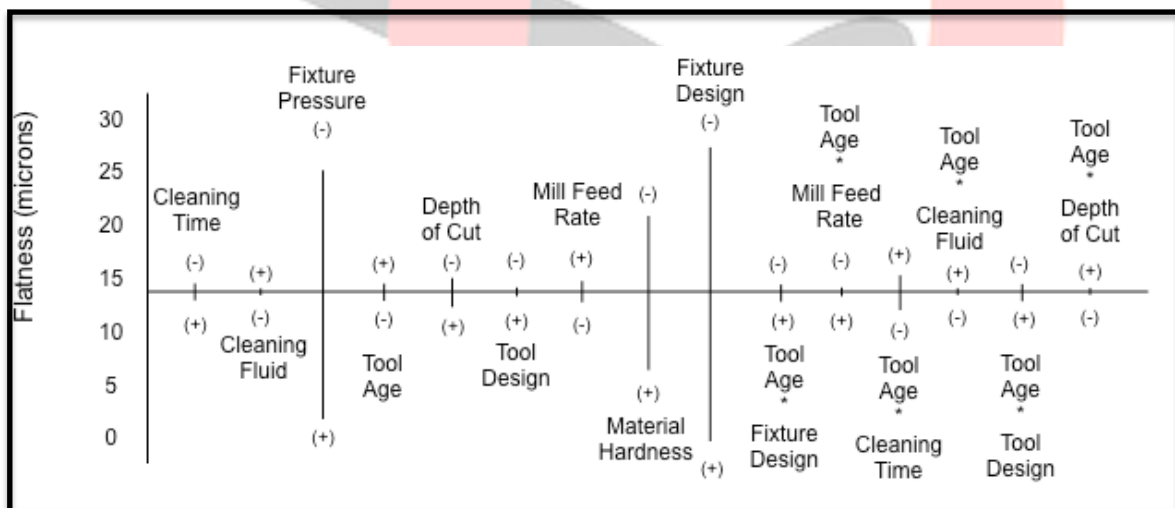 Flatness (microns)
30
25
20
15
10
5
0
Cleaning
Time
(-)
(+)
(+)
(-)
Cleaning
Fluid
Fixture
Pressure
(-)
(+)
(+)
(-)
Tool
Age
Depth
of Cut
(-)
(+)
(-)
(+)
Tool
Design
Mill Feed
Rate
(+)
(-)
(-)
(+)
Material
Hardness
Fixture
Design
(-)
(+)
(-)
(+)
Tool
Age
*
Fixture
Design
Tool
Age
*
Mill Feed
Rate
(-)
(+)
(+)
(-)
Tool
Age
*
Cleaning
Time
Tool
Age
*
Cleaning
Fluid
(+)
(-)
(-)
(+)
Tool
Age
*
Tool
Design
Tool
Age
*
Depth
of Cut
(+)
(-)